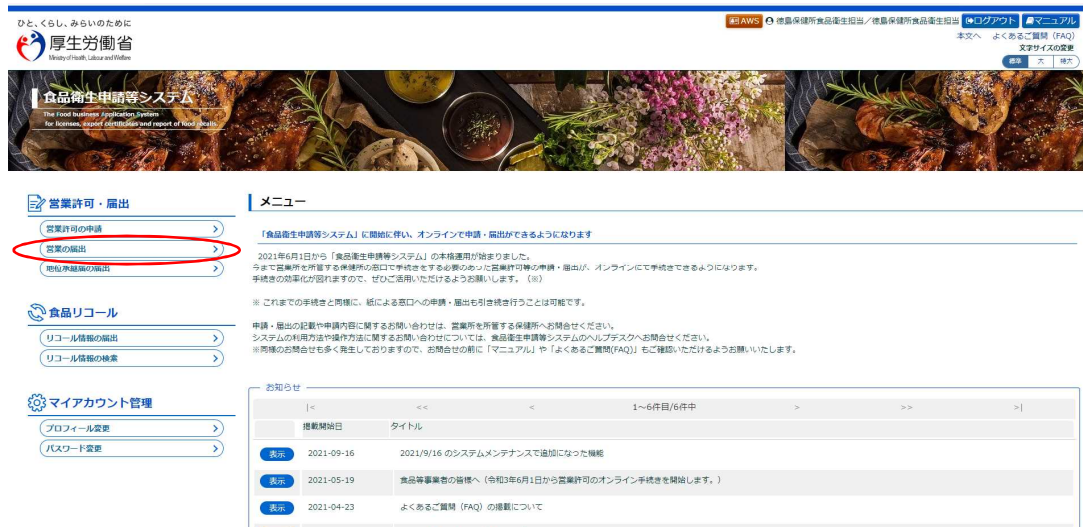 ひと、くらし、みらいのために
厚生労働省
Ministry of Health, Labour and Welfare
AWS 徳島保健所食品衛生担当／徳島保健所食品衛生担当 ログアウト マニュアル
本文へ よくあるご質問 (FAQ)
文字サイズの変更
標準 大 特大
食品衛生申請等システム
The Food business Application System
for licenses, export certificates and report of food recalls.
営業許可・届出
営業許可の申請
営業の届出
地位承継届の届出
食品リコール
リコール情報の届出
リコール情報の検索
マイアカウント管理
プロフィール変更
パスワード変更
メニュー
「食品衛生申請等システム」に開始に伴い、オンラインで申請・届出ができるようになります
2021年6月1日から「食品衛生申請等システム」の本格運用が始まりました。
今まで営業所を所管する保健所の窓口で手続きをする必要のあった営業許可等の申請・届出が、オンラインにて手続きできるようになります。
手続きの効率化が図れますので、ぜひご活用いただけるようお願いします。（※）
※ これまでの手続きと同様に、紙による窓口への申請・届出も引き続き行うことは可能です。
申請・届出の記載や申請内容に関するお問い合わせは、営業所を所管する保健所へお問合せください。
システムの利用方法や操作方法に関するお問い合わせについては、食品衛生申請等システムのヘルプデスクへお問合せください。
※同様のお問合せも多く発生しておりますので、お問合せの前に「マニュアル」や「よくあるご質問(FAQ)」もご確認いただけるようお願いいたします。
お知らせ
|< << < 1～6件目/6件中 > >> >|
掲載開始日 タイトル
表示 2021-09-16 2021/9/16 のシステムメンテナンスで追加になった機能
表示 2021-05-19 食品等事業者の皆様へ（令和3年6月1日から営業許可のオンライン手続きを開始します。）
表示 2021-04-23 よくあるご質問（FAQ）の掲載について